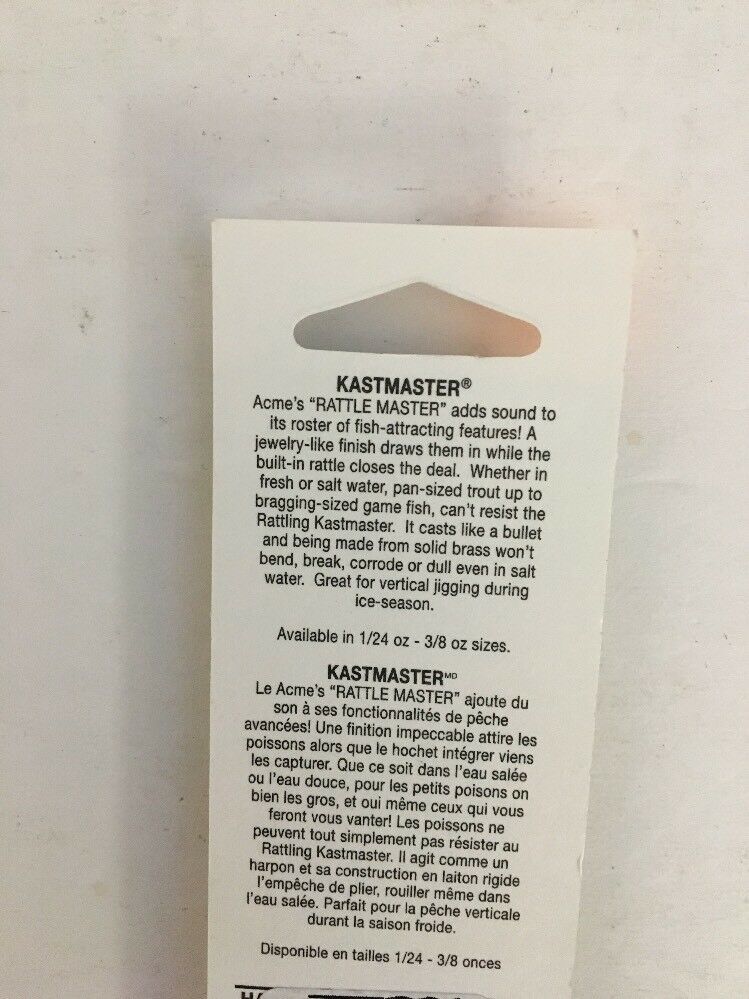 KASTMASTER®
Acme's "RATTLE MASTER" adds sound to
its roster of fish-attracting features! A
jewelry-like finish draws them in while the
built-in rattle closes the deal. Whether in
fresh or salt water, pan-sized trout up to
bragging-sized game fish, can't resist the
Rattling Kastmaster. It casts like a bullet
and being made from solid brass won't
bend, break, corrode or dull even in salt
water. Great for vertical jigging during
ice-season.
Available in 1/24 oz - 3/8 oz sizes.
KASTMASTERᴹᴰ
Le Acme's "RATTLE MASTER" ajoute du
son à ses fonctionnalités de pêche
avancées! Une finition impeccable attire les
poissons alors que le hochet intégrer viens
les capturer. Que ce soit dans l'eau salée
ou l'eau douce, pour les petits poisons on
bien les gros, et oui même ceux qui vous
feront vous vanter! Les poissons ne
peuvent tout simplement pas résister au
Rattling Kastmaster. Il agit comme un
harpon et sa construction en laiton rigide
l'empêche de plier, rouiller même dans
l'eau salée. Parfait pour la pêche verticale
durant la saison froide.
Disponible en tailles 1/24 - 3/8 onces